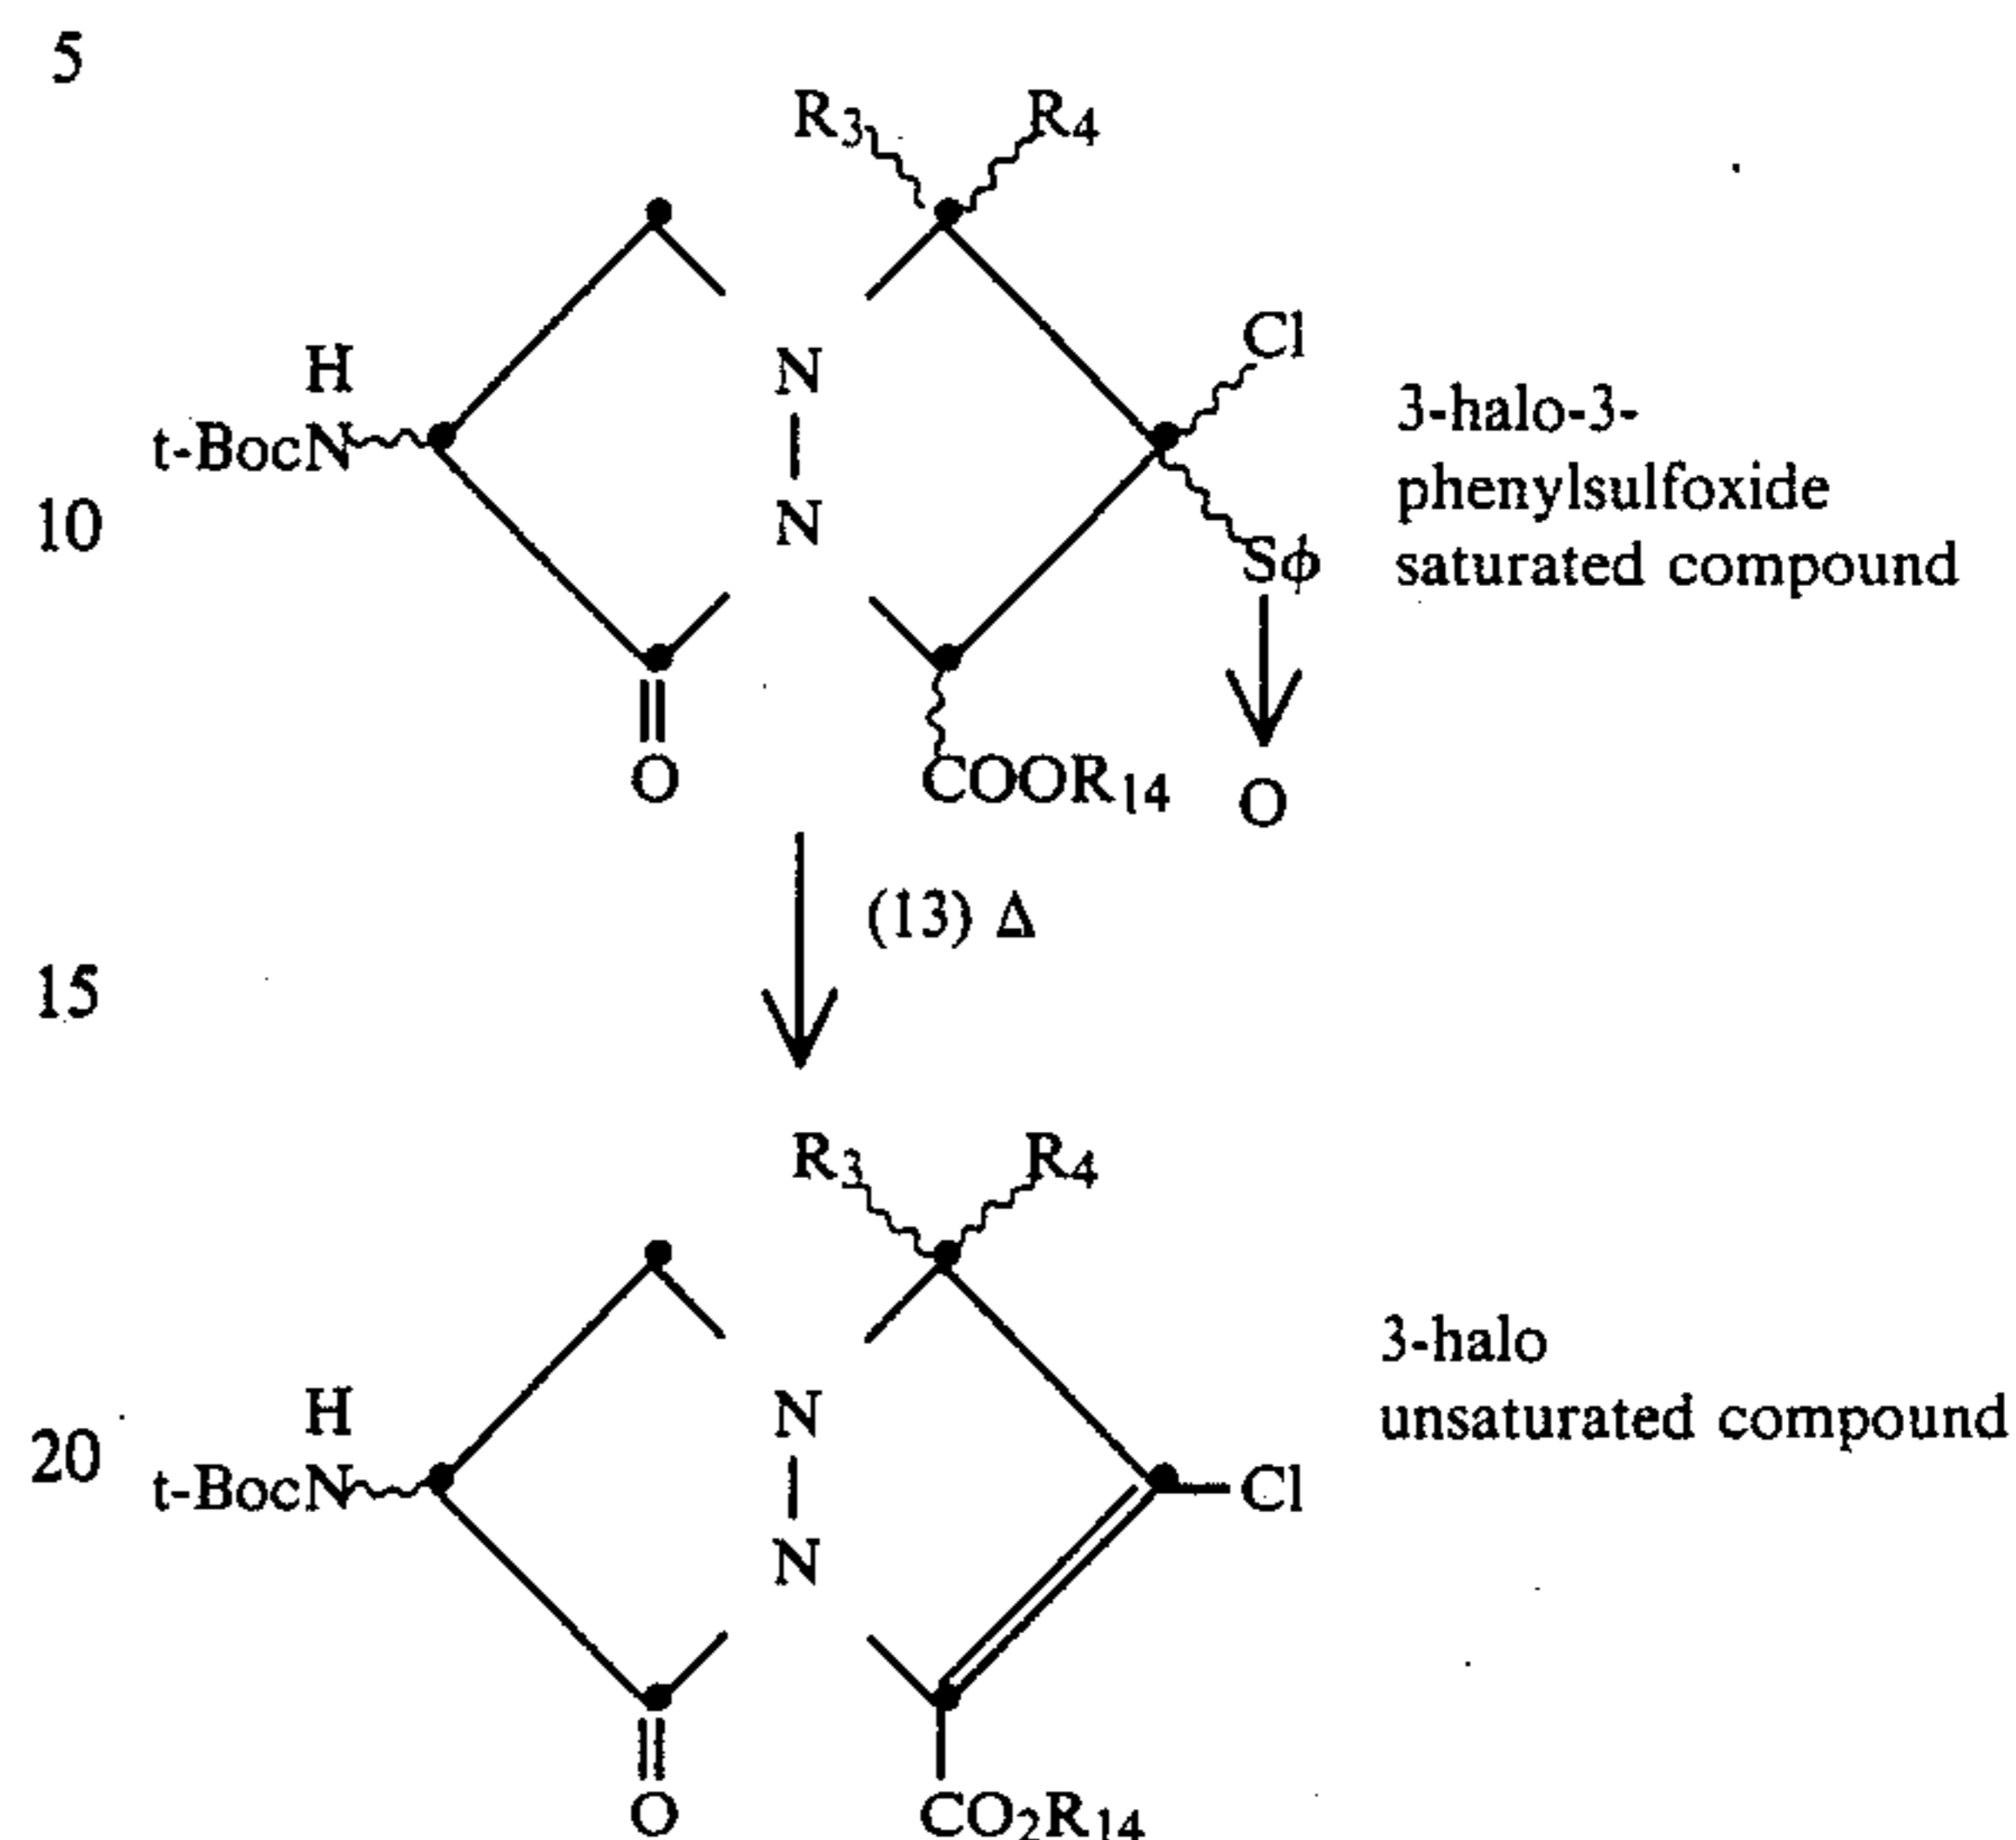 5
R3 R4
Cl
H
N
3-halo-3-
t-BocN
phenylsulfoxide
10
N
Sϕ
saturated compound
O
COOR14
O
(13) Δ
15
R3 R4
3-halo
H
N
unsaturated compound
20
t-BocN
Cl
N
O
CO2R14